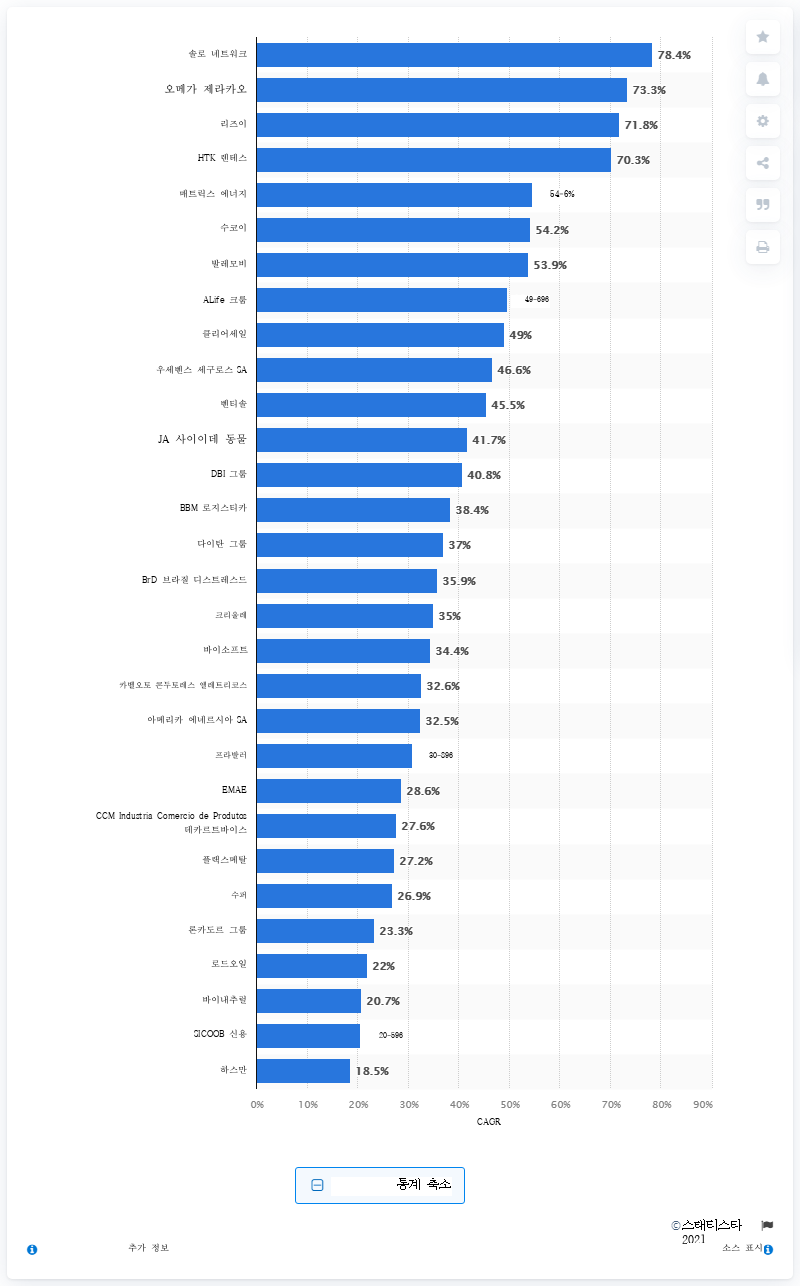 솔로 네트워크 78.4%
오메가 제라카오 73.3%
리즈이 71.8%
HTK 렌테스 70.3%
매트릭스 에너지 54-6%
수코이 54.2%
발레모비 53.9%
ALife 크룹 49-696
클리어세일 49%
우세벤스 세구로스 SA 46.6%
벤티솔 45.5%
JA 사이이데 동물 41.7%
DBI 그룹 40.8%
BBM 로지스티카 38.4%
다이탄 그룹 37%
BrD 브라질 디스트레스드 35.9%
크리올레 35%
바이소프트 34.4%
카벨오토 콘두토레스 엘레트리코스 32.6%
아메리카 에네르시아 SA 32.5%
프라발러 30-896
EMAE 28.6%
CCM Industria Comercio de Produtos
데카르트바이스 27.6%
플랙스메탈 27.2%
수퍼 26.9%
론카도르 그룹 23.3%
로드오일 22%
바이내추럴 20.7%
SICOOB 신용 20-596
하스만 18.5%
0% 10% 20% 30% 40% 50% 60% 70% 80% 90%
CAGR
통계 축소
©스태티스타
2021
추가 정보 소스 표시